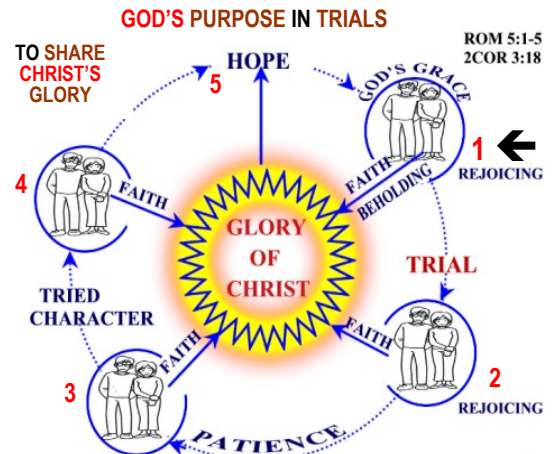 GOD'S PURPOSE IN TRIALS
TO SHARE
CHRIST'S
GLORY
ROM 5:1-5
2COR 3:18
HOPE
5
GOD'S GRACE
1
REJOICING
FAITH
BEHOLDING
4
FAITH
GLORY
OF
CHRIST
TRIAL
TRIED
CHARACTER
FAITH
2
REJOICING
3
FAITH
PATIENCE